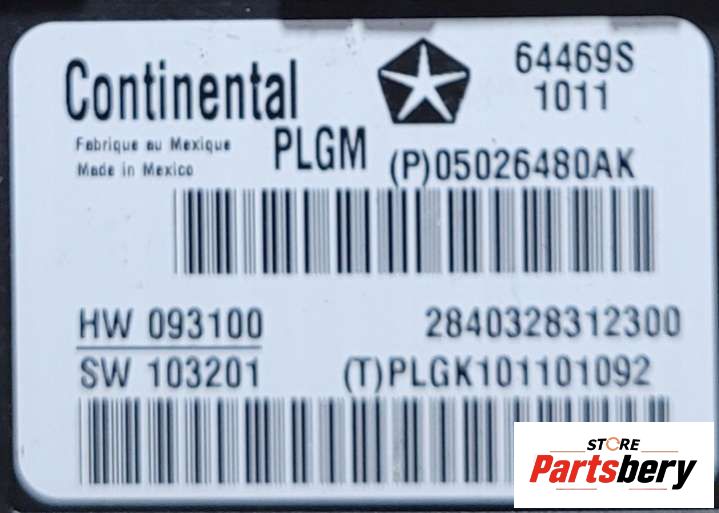 Continental
64469S
1011
Fabrique au Mexique
Made in Mexico
PLGM
(P)05026480AK
HW 093100
2840328312300
SW 103201
(T)PLGK101101092
STORE
Partsbery